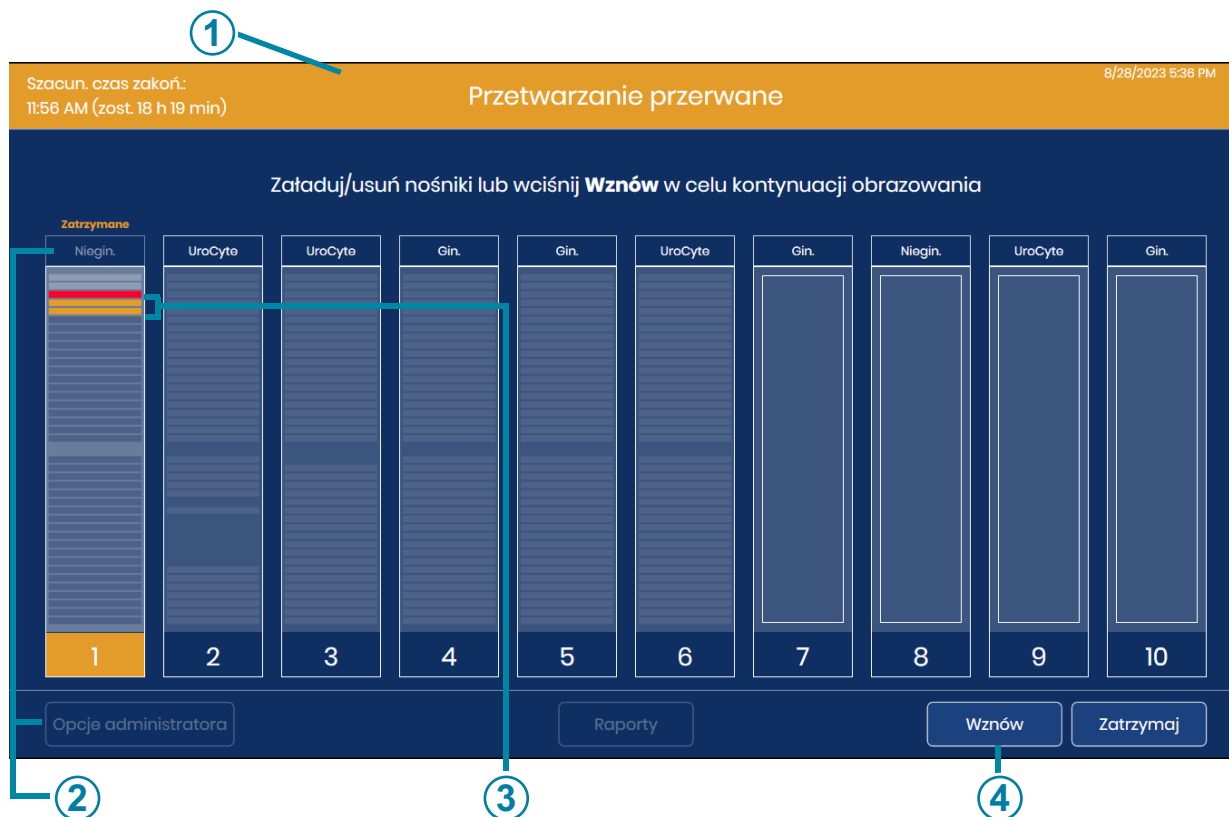 1
8/28/2023 5:36 PM
Szacun. czas zakoń.:
11:56 AM (zost. 18 h 19 min)
Przetwarzanie przerwane
Załaduj/usuń nośniki lub wciśnij Wznów w celu kontynuacji obrazowania
Zatrzymane
Niegin. UroCyte UroCyte Gin. Gin. UroCyte Gin. Niegin. UroCyte Gin.
1 2 3 4 5 6 7 8 9 10
Opcje administratora Raporty Wznów Zatrzymaj
2 3 4